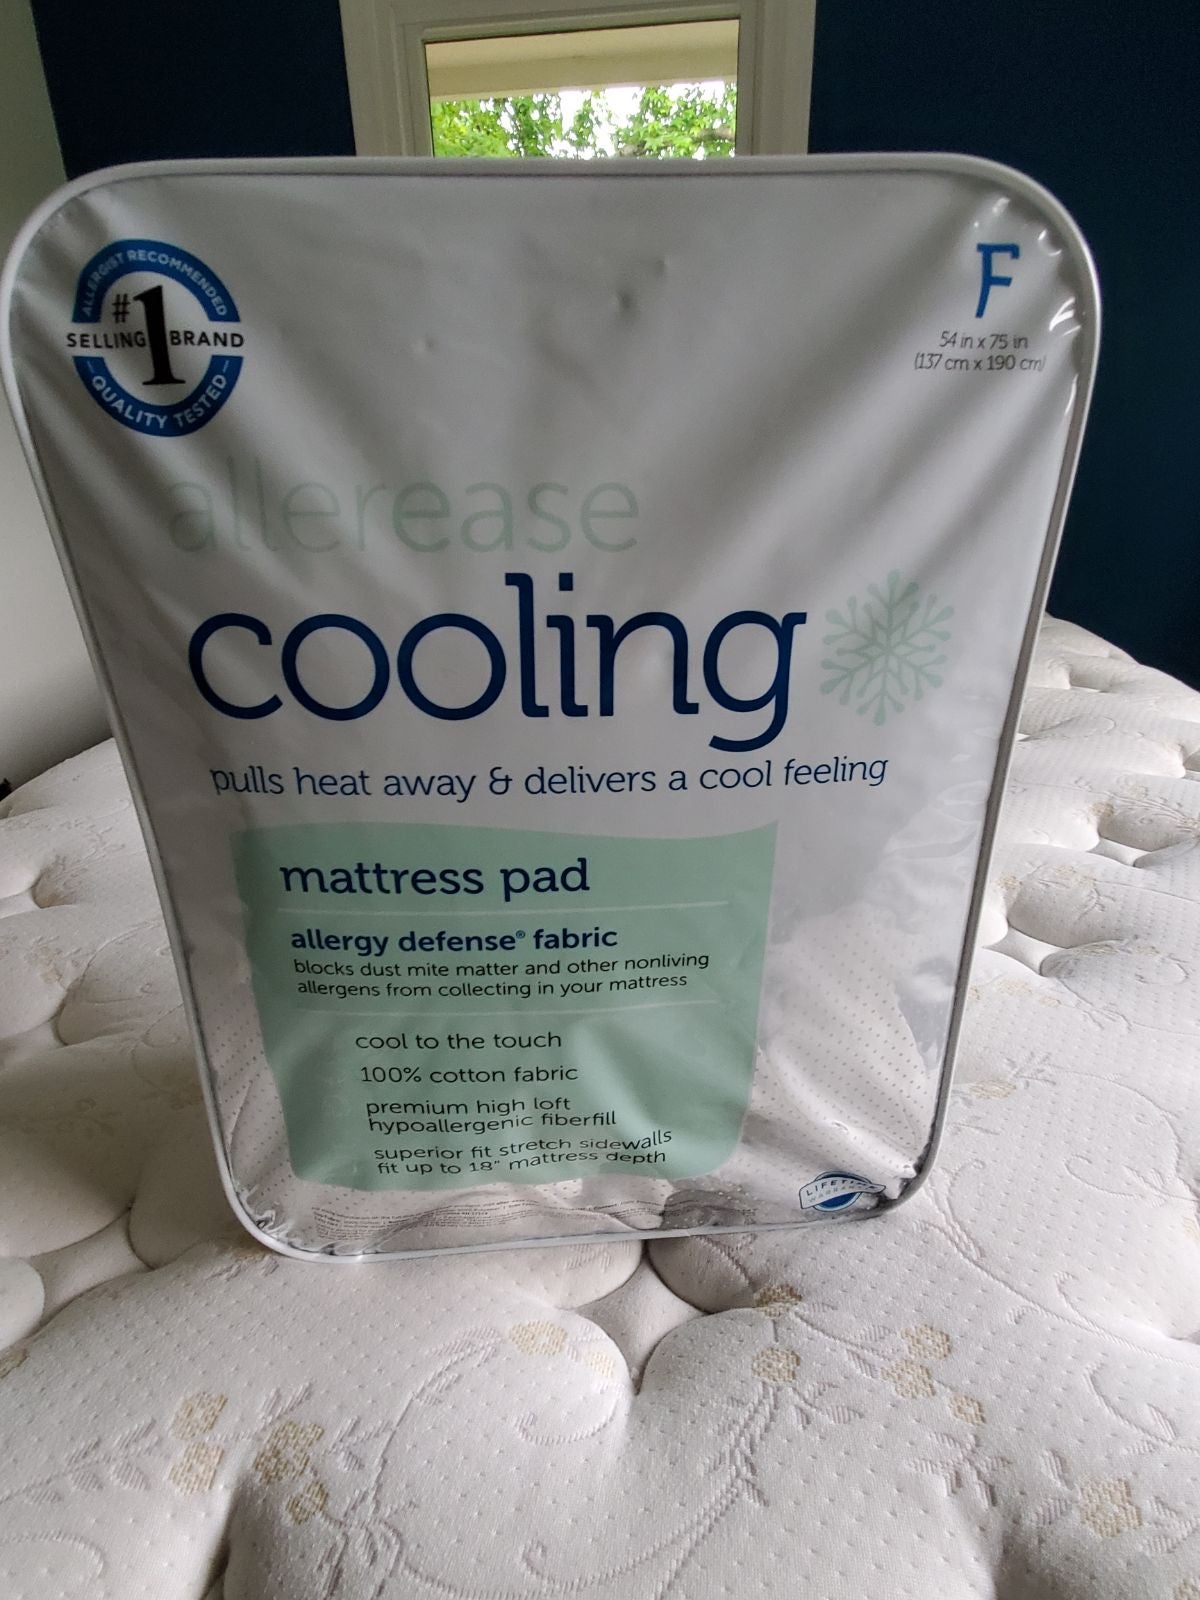 ALLERGIST RECOMMENDED
#1
SELLING BRAND
QUALITY TESTED
F
54 in x 75 in
(137 cm x 190 cm)
allerease
cooling
pulls heat away & delivers a cool feeling
mattress pad
allergy defense® fabric
blocks dust mite matter and other nonliving
allergens from collecting in your mattress
cool to the touch
100% cotton fabric
premium high loft
hypoallergenic fiberfill
superior fit stretch sidewalls
fit up to 18" mattress depth
LIFETIME
WARRANTY